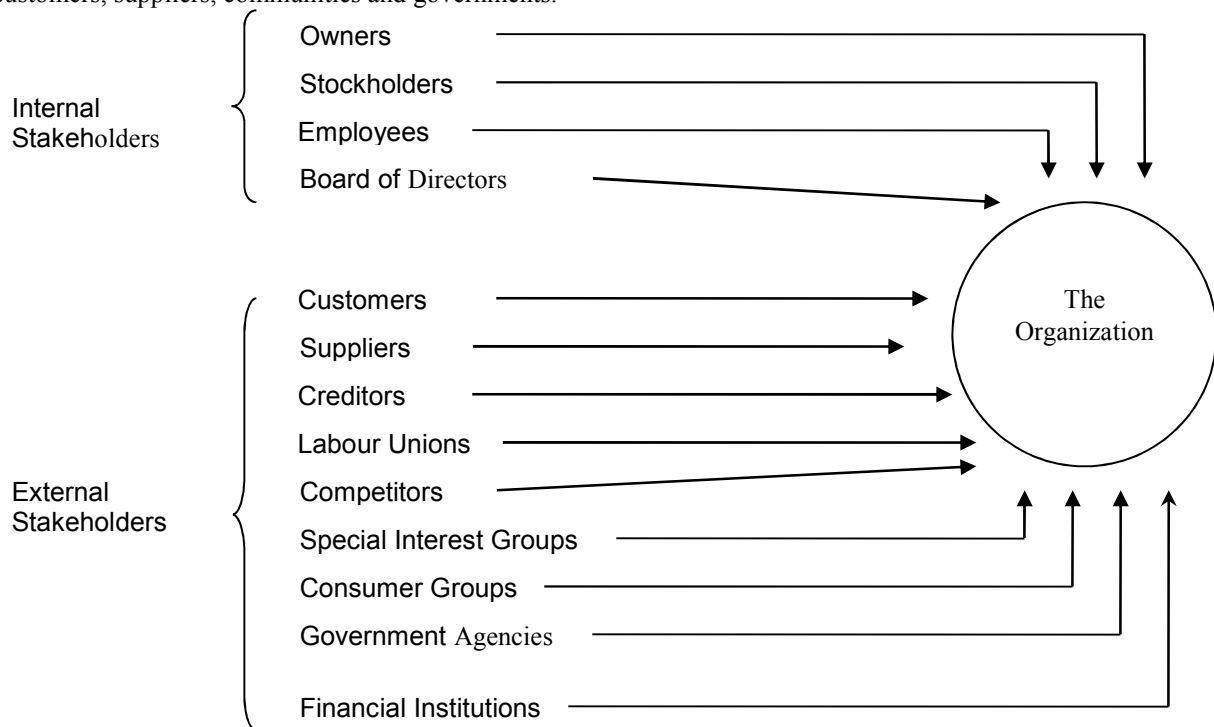 customers, suppliers, communities and governments.
Owners
Stockholders
Employees
Board of Directors
Internal
Stakeholders
Customers
Suppliers
Creditors
Labour Unions
Competitors
Special Interest Groups
Consumer Groups
Government Agencies
Financial Institutions
External
Stakeholders
The
Organization